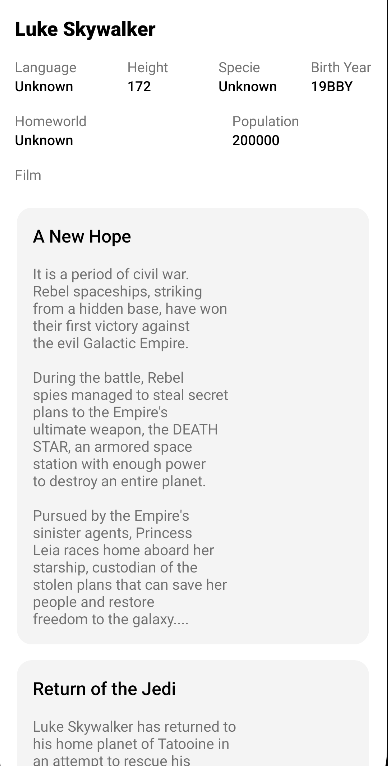 Luke Skywalker
Language Height Specie Birth Year
Unknown 172 Unknown 19BBY
Homeworld Population
Unknown 200000
Film
A New Hope
It is a period of civil war.
Rebel spaceships, striking
from a hidden base, have won
their first victory against
the evil Galactic Empire.
During the battle, Rebel
spies managed to steal secret
plans to the Empire's
ultimate weapon, the DEATH
STAR, an armored space
station with enough power
to destroy an entire planet.
Pursued by the Empire's
sinister agents, Princess
Leia races home aboard her
starship, custodian of the
stolen plans that can save her
people and restore
freedom to the galaxy....
Return of the Jedi
Luke Skywalker has returned to
his home planet of Tatooine in
an attempt to rescue his